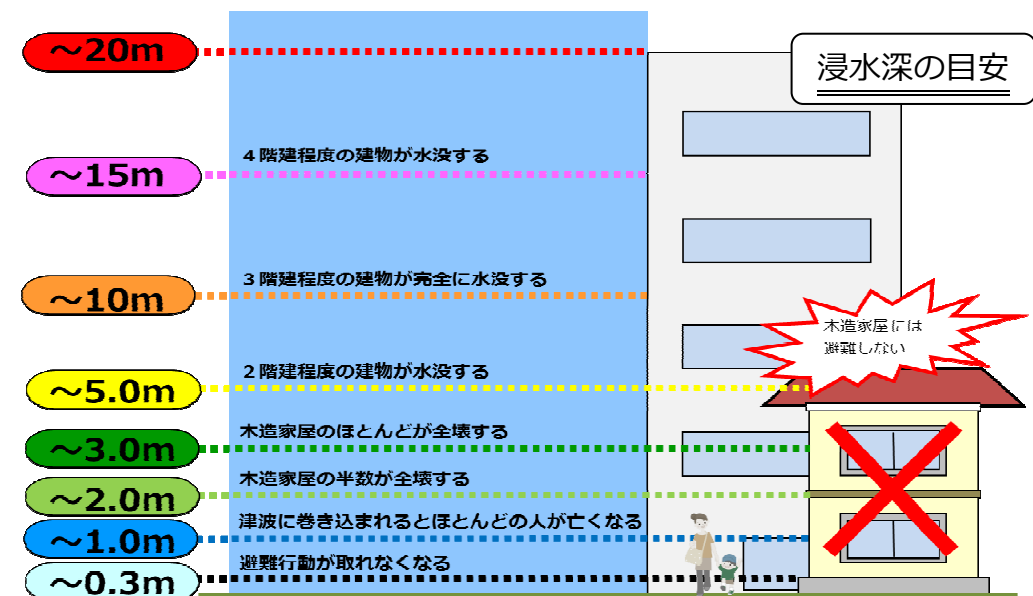 浸水深の目安
～20m
４階建程度の建物が水没する
～15m
３階建程度の建物が完全に水没する
～10m
木造家屋には
避難しない
２階建程度の建物が水没する
～5.0m
木造家屋のほとんどが全壊する
～3.0m
木造家屋の半数が全壊する
～2.0m
津波に巻き込まれるとほとんどの人が亡くなる
～1.0m
避難行動が取れなくなる
～0.3m